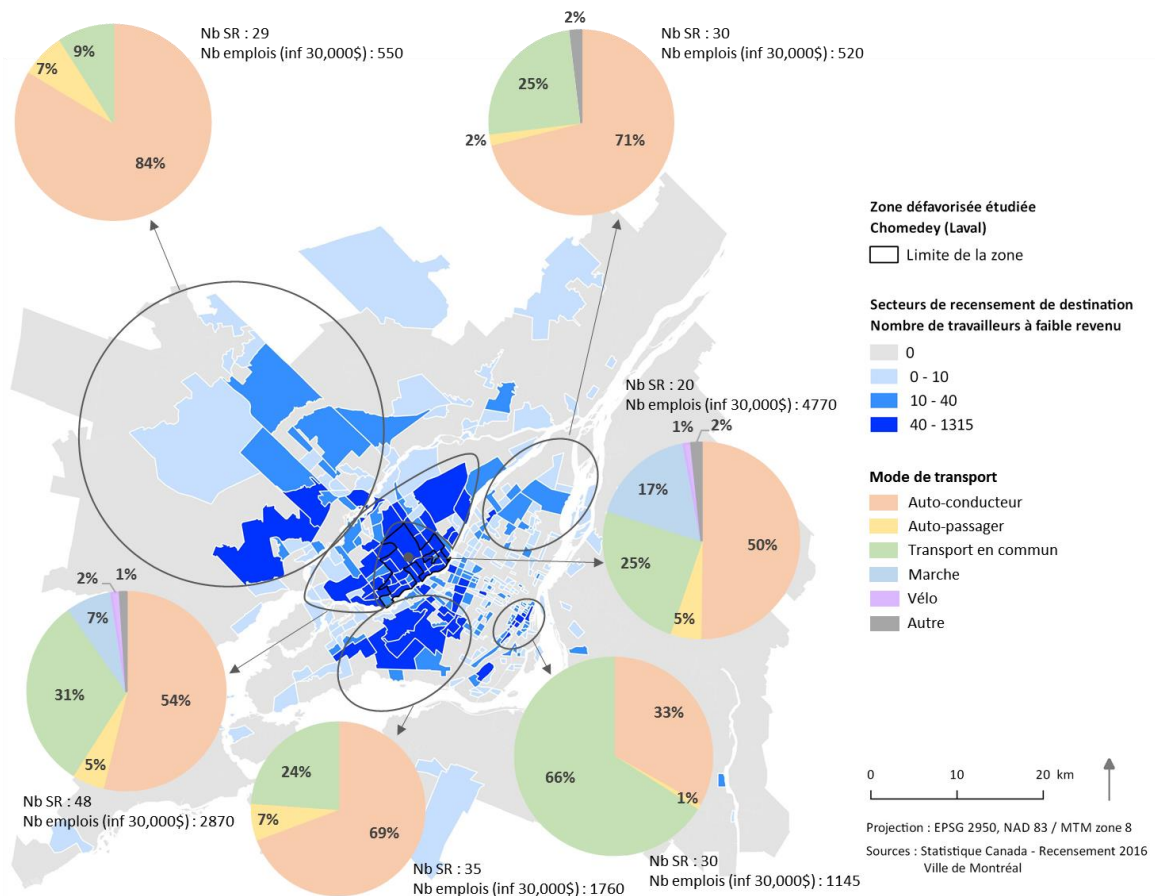 Nb SR : 29
Nb emplois (inf 30,000$) : 550
9%
7%
84%
2%
Nb SR : 30
Nb emplois (inf 30,000$) : 520
25%
2%
71%
Zone défavorisée étudiée
Chomedey (Laval)
Limite de la zone
Secteurs de recensement de destination
Nombre de travailleurs à faible revenu
0
0 - 10
10 - 40
40 - 1315
Mode de transport
Auto-conducteur
Auto-passager
Transport en commun
Marche
Vélo
Autre
Nb SR : 20
Nb emplois (inf 30,000$) : 4770
1%
2%
17%
50%
25%
5%
2%
1%
7%
31%
54%
5%
Nb SR : 48
Nb emplois (inf 30,000$) : 2870
24%
7%
69%
Nb SR : 35
Nb emplois (inf 30,000$) : 1760
33%
66%
1%
Nb SR : 30
Nb emplois (inf 30,000$) : 1145
0 10 20 km
Projection : EPSG 2950, NAD 83 / MTM zone 8
Sources : Statistique Canada - Recensement 2016
Ville de Montréal